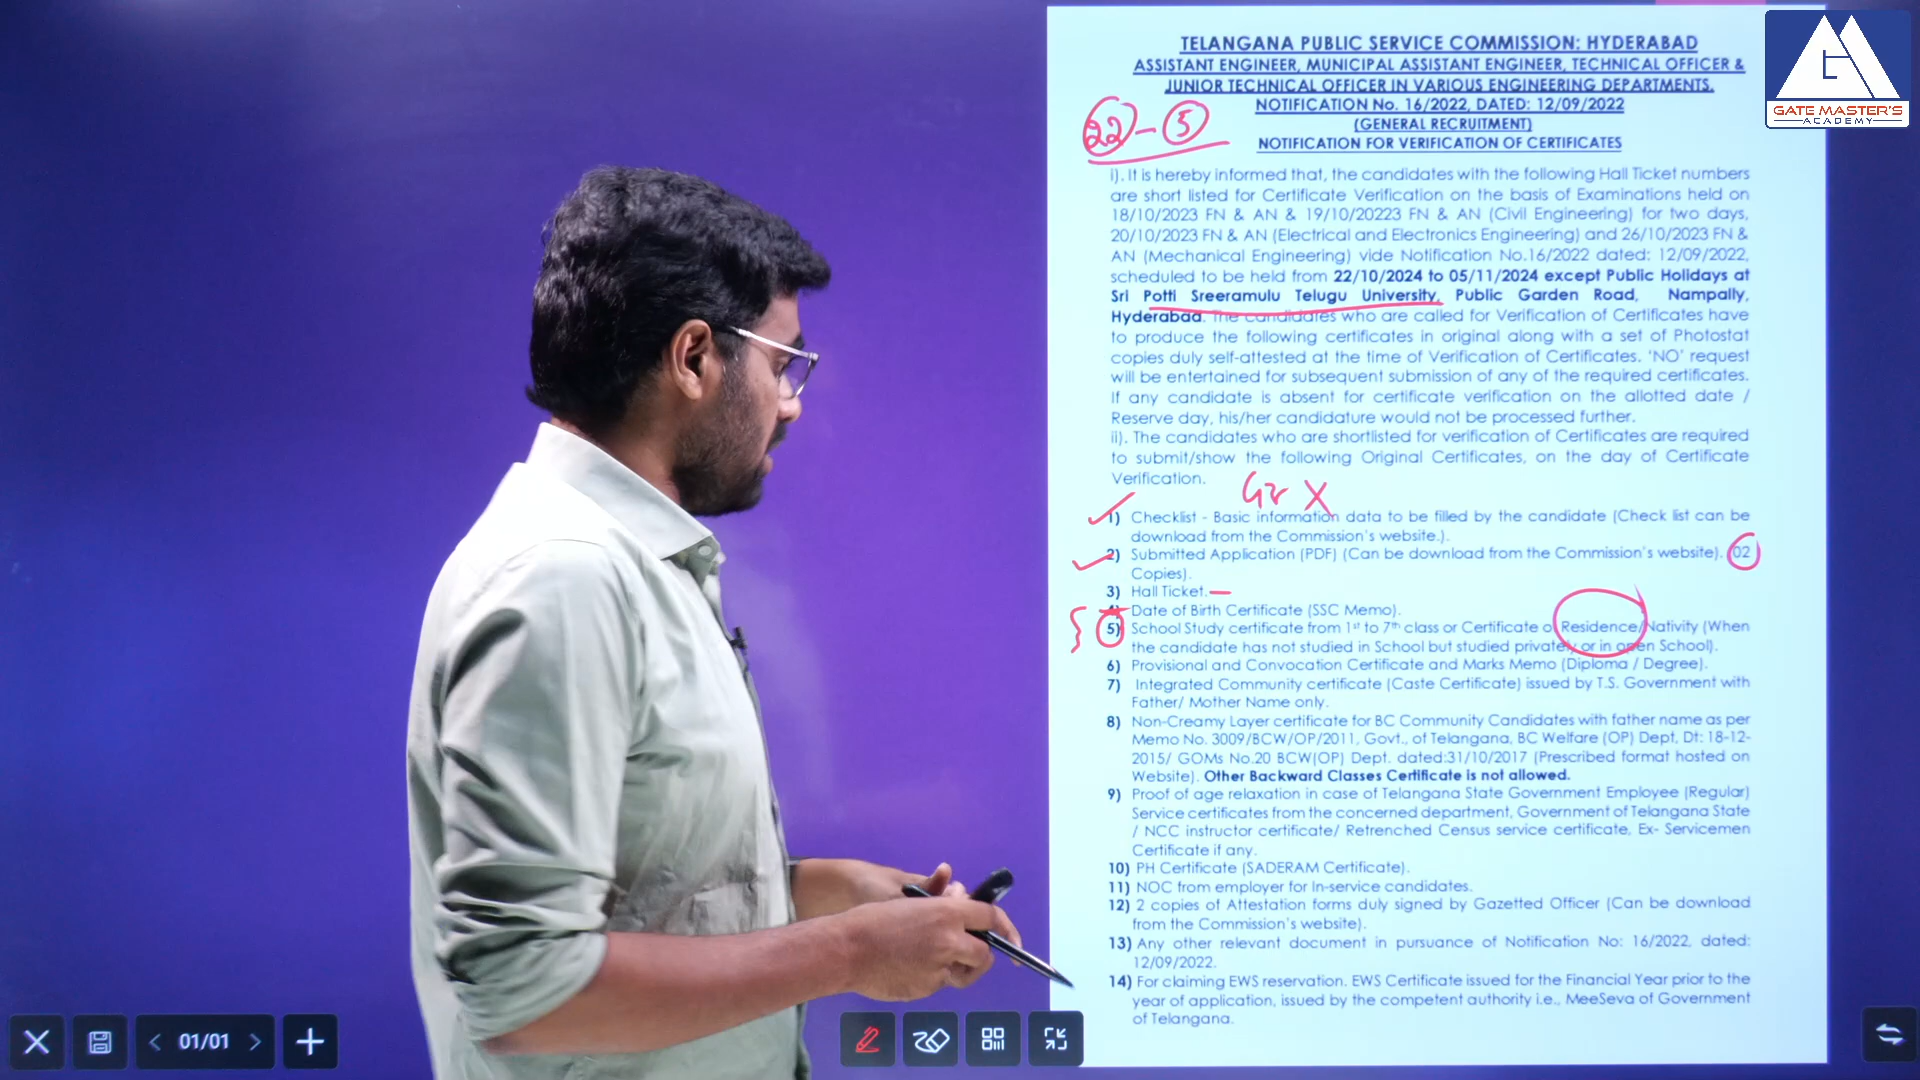 TELANGANA PUBLIC SERVICE COMMISSION: HYDERABAD
ASSISTANT ENGINEER, MUNICIPAL ASSISTANT ENGINEER, TECHNICAL OFFICER &
JUNIOR TECHNICAL OFFICER IN VARIOUS ENGINEERING DEPARTMENTS.
NOTIFICATION No. 16/2022, DATED: 12/09/2022
(GENERAL RECRUITMENT)
NOTIFICATION FOR VERIFICATION OF CERTIFICATES
22 - 5
GATE MASTER'S
ACADEMY
i). It is hereby informed that, the candidates with the following Hall Ticket numbers
are short listed for Certificate Verification on the basis of Examinations held on
18/10/2023 FN & AN & 19/10/20223 FN & AN (Civil Engineering) for two days,
20/10/2023 FN & AN (Electrical and Electronics Engineering) and 26/10/2023 FN &
AN (Mechanical Engineering) vide Notification No.16/2022 dated: 12/09/2022,
scheduled to be held from 22/10/2024 to 05/11/2024 except Public Holidays at
Sri Potti Sreeramulu Telugu University, Public Garden Road, Nampally,
Hyderabad. The candidates who are called for Verification of Certificates have
to produce the following certificates in original along with a set of Photostat
copies duly self-attested at the time of Verification of Certificates. 'NO' request
will be entertained for subsequent submission of any of the required certificates.
If any candidate is absent for certificate verification on the allotted date /
Reserve day, his/her candidature would not be processed further.
ii). The candidates who are shortlisted for verification of Certificates are required
to submit/show the following Original Certificates, on the day of Certificate
Verification.
1) Checklist - Basic information data to be filled by the candidate (Check list can be
download from the Commission's website.).
2) Submitted Application (PDF) (Can be download from the Commission's website). 02
Copies).
3) Hall Ticket.
4) Date of Birth Certificate (SSC Memo).
5) School Study certificate from 1st to 7th class or Certificate of Residence/Nativity (When
the candidate has not studied in School but studied privately or in open School).
6) Provisional and Convocation Certificate and Marks Memo (Diploma / Degree).
7) Integrated Community certificate (Caste Certificate) issued by T.S. Government with
Father/ Mother Name only.
8) Non-Creamy Layer certificate for BC Community Candidates with father name as per
Memo No. 3009/BCW/OP/2011, Govt., of Telangana, BC Welfare (OP) Dept, Dt: 18-12-
2015/ GOMs No.20 BCW(OP) Dept. dated:31/10/2017 (Prescribed format hosted on
Website). Other Backward Classes Certificate is not allowed.
9) Proof of age relaxation in case of Telangana State Government Employee (Regular)
Service certificates from the concerned department, Government of Telangana State
/ NCC instructor certificate/ Retrenched Census service certificate, Ex- Servicemen
Certificate if any.
10) PH Certificate (SADERAM Certificate).
11) NOC from employer for In-service candidates.
12) 2 copies of Attestation forms duly signed by Gazetted Officer (Can be download
from the Commission's website).
13) Any other relevant document in pursuance of Notification No: 16/2022, dated:
12/09/2022.
14) For claiming EWS reservation. EWS Certificate issued for the Financial Year prior to the
year of application, issued by the competent authority i.e., MeeSeva of Government
of Telangana.
01/01